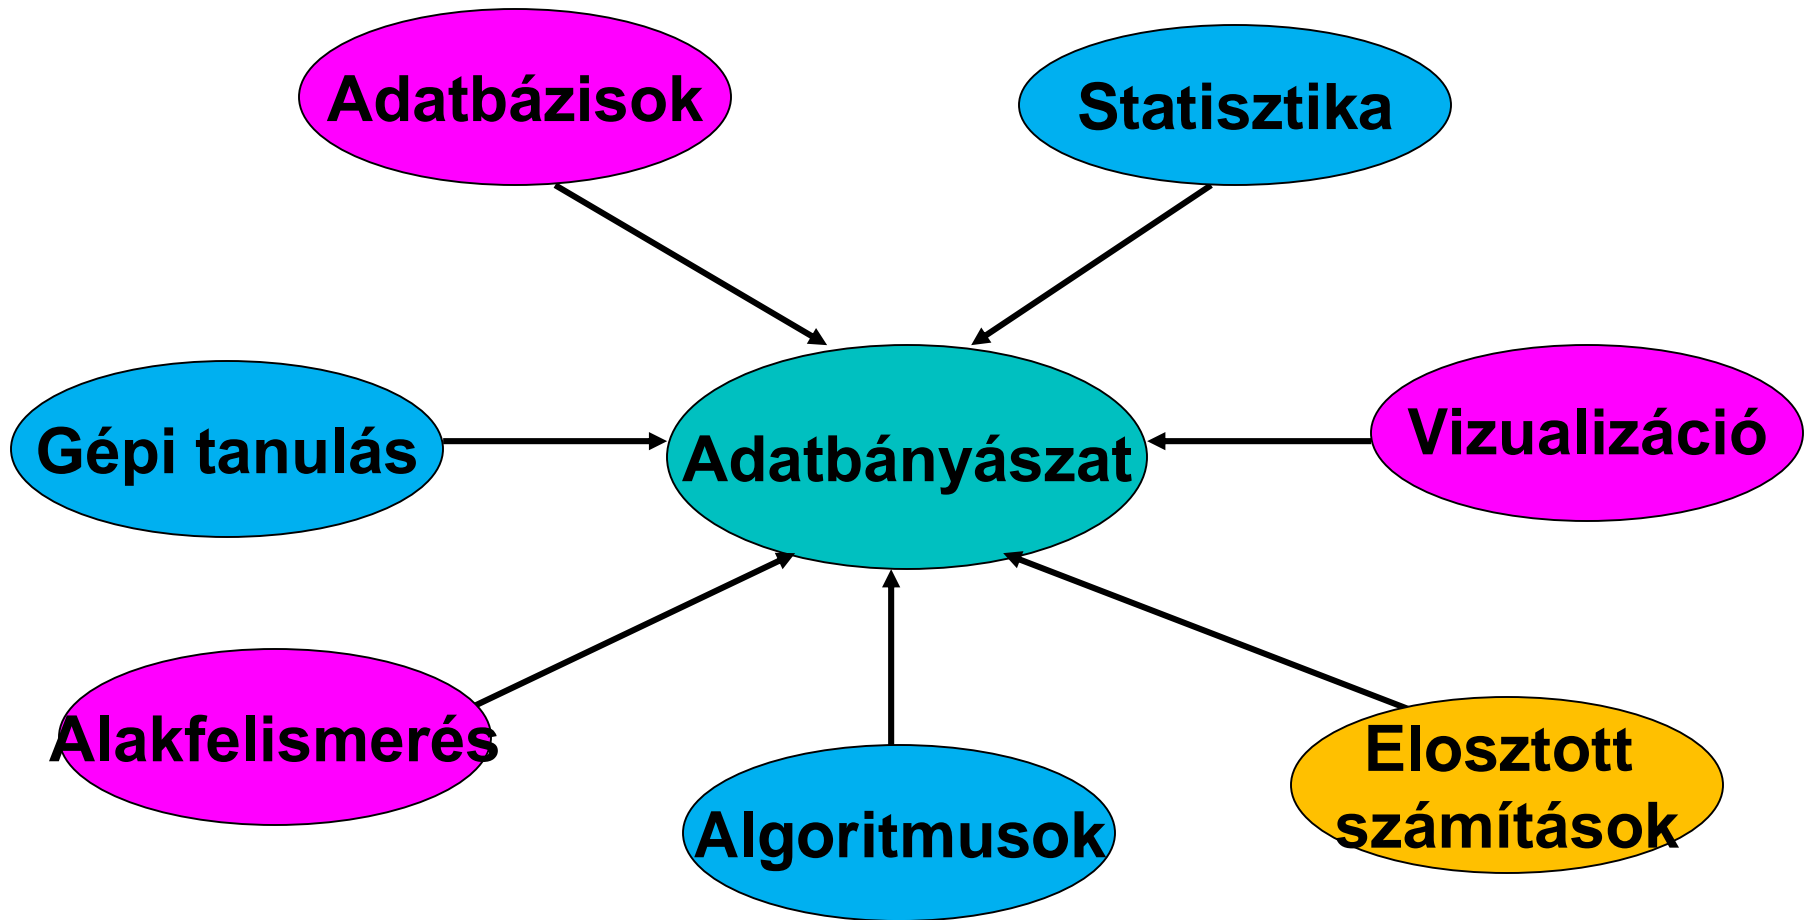 Adatbázisok
Statisztika
Gépi tanulás
Adatbányászat
Vizualizáció
Alakfelismerés
Algoritmusok
Elosztott
számítások